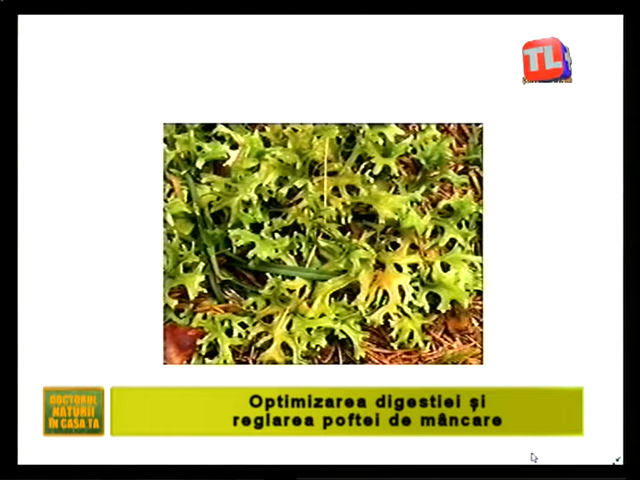 TL
DOCTORUL
NATURII
ÎN CASA TA
Optimizarea digestiei și
reglarea poftei de mâncare